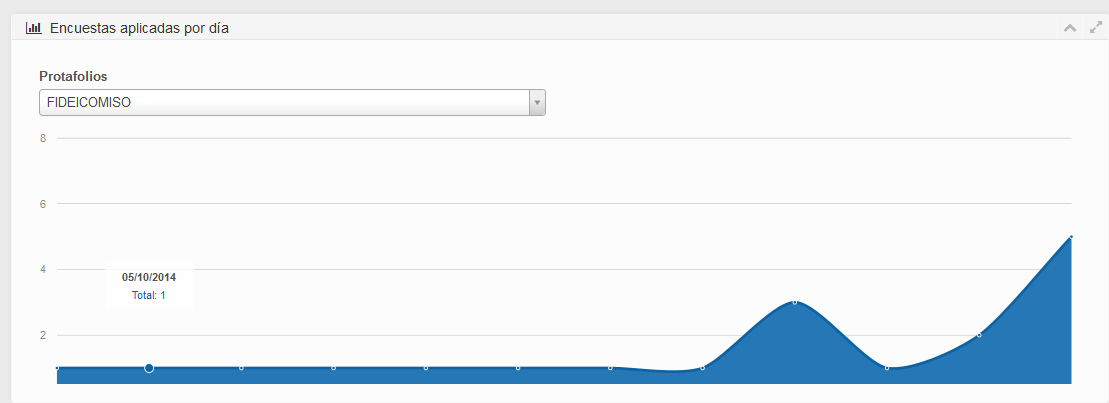 Encuestas aplicadas por día
Protafolios
FIDEICOMISO
8
6
4
05/10/2014
Total: 1
2